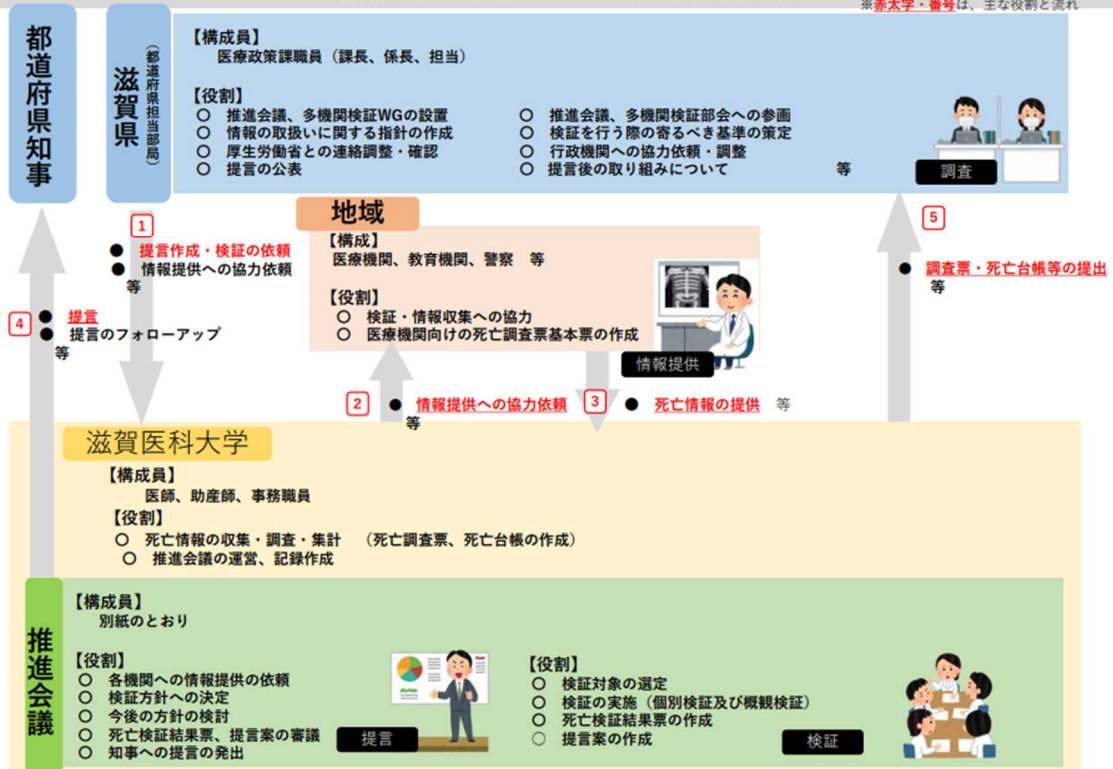 ※赤太字・番号は、主な役割と流れ
都道府県知事
滋賀県
（都道府県担当部局）
【構成員】
医療政策課職員（課長、係長、担当）
【役割】
○ 推進会議、多機関検証WGの設置
○ 情報の取扱いに関する指針の作成
○ 厚生労働省との連絡調整・確認
○ 提言の公表
○ 推進会議、多機関検証部会への参画
○ 検証を行う際の寄るべき基準の策定
○ 行政機関への協力依頼・調整
○ 提言後の取り組みについて 等
調査
1
● 提言作成・検証の依頼
● 情報提供への協力依頼
等
地域
【構成】
医療機関、教育機関、警察 等
【役割】
○ 検証・情報収集への協力
○ 医療機関向けの死亡調査票基本票の作成
情報提供
5
● 調査票・死亡台帳等の提出
等
4
● 提言
● 提言のフォローアップ
等
2
● 情報提供への協力依頼
等
3
● 死亡情報の提供 等
滋賀医科大学
【構成員】
医師、助産師、事務職員
【役割】
○ 死亡情報の収集・調査・集計 （死亡調査票、死亡台帳の作成）
○ 推進会議の運営、記録作成
推進会議
【構成員】
別紙のとおり
【役割】
○ 各機関への情報提供の依頼
○ 検証方針への決定
○ 今後の方針の検討
○ 死亡検証結果票、提言案の審議
○ 知事への提言の発出
提言
【役割】
○ 検証対象の選定
○ 検証の実施（個別検証及び概観検証）
○ 死亡検証結果票の作成
○ 提言案の作成
検証